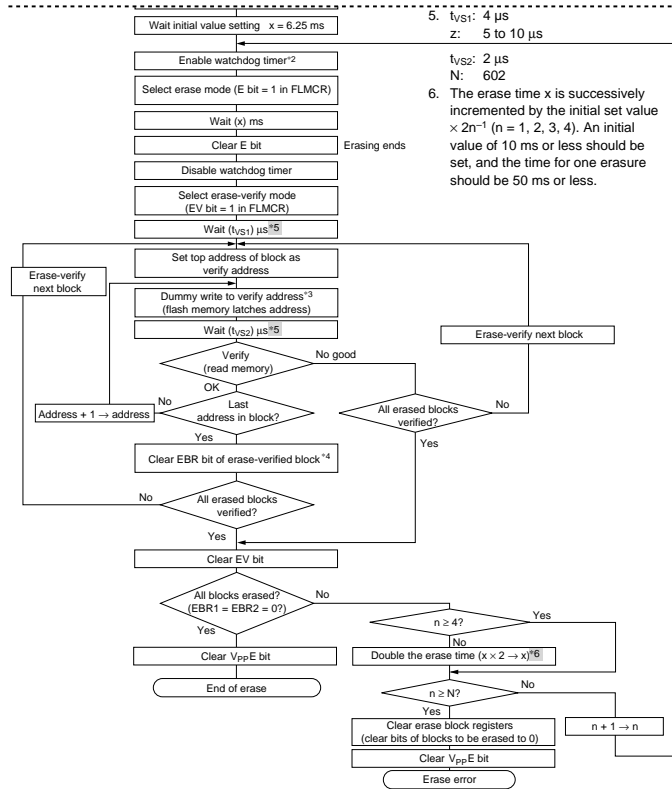 Wait initial value setting x = 6.25 ms
Enable watchdog timer*2
Select erase mode (E bit = 1 in FLMCR)
Wait (x) ms
Clear E bit
Erasing ends
Disable watchdog timer
Select erase-verify mode
(EV bit = 1 in FLMCR)
Wait (tVS1) μs*5
Set top address of block as
verify address
Erase-verify
next block
Dummy write to verify address*3
(flash memory latches address)
Wait (tVS2) μs*5
Erase-verify next block
Verify
(read memory)
No good
OK
No
Last
address in block?
Address + 1 → address
All erased blocks
verified?
No
Yes
Yes
Clear EBR bit of erase-verified block*4
No
All erased blocks
verified?
Yes
Clear EV bit
All blocks erased?
(EBR1 = EBR2 = 0?)
No
Yes
n ≥ 4?
Yes
No
Clear VPPE bit
Double the erase time (x × 2 → x)*6
End of erase
n ≥ N?
No
Yes
Clear erase block registers
(clear bits of blocks to be erased to 0)
n + 1 → n
Clear VPPE bit
Erase error
5. tVS1: 4 μs
z: 5 to 10 μs
tVS2: 2 μs
N: 602
6. The erase time x is successively
incremented by the initial set value
× 2n–1 (n = 1, 2, 3, 4). An initial
value of 10 ms or less should be
set, and the time for one erasure
should be 50 ms or less.